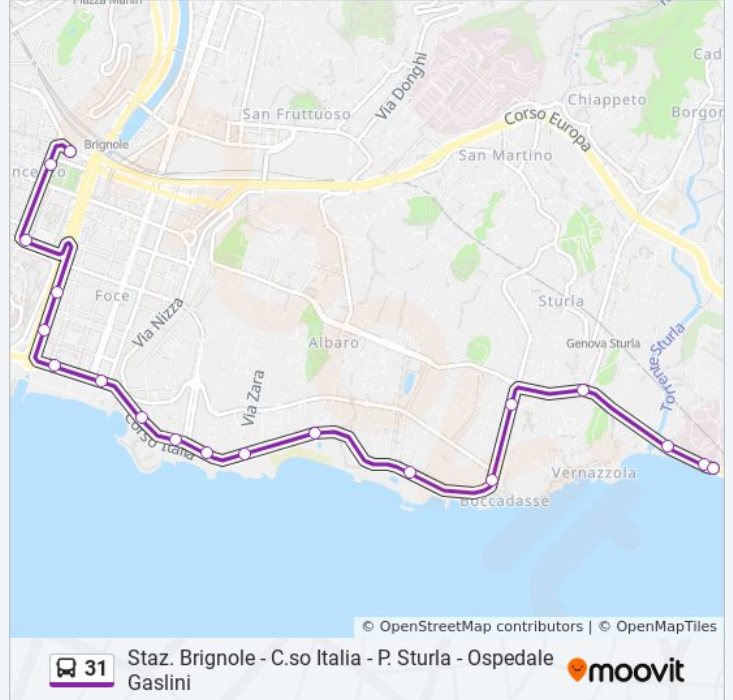 Piazza Manin
Via Donghi
Cad
San Fruttuoso
Chiappeto
Borgor
Corso Europa
Brignole
San Martino
Foce
Sturla
Via Nizza
Genova Sturla
Torrente Sturla
Albaro
Via Zara
Corso Italia
Vernazzola
Boccadasse
© OpenStreetMap contributors | © OpenMapTiles
31
Staz. Brignole - C.so Italia - P. Sturla - Ospedale
Gaslini
moovit